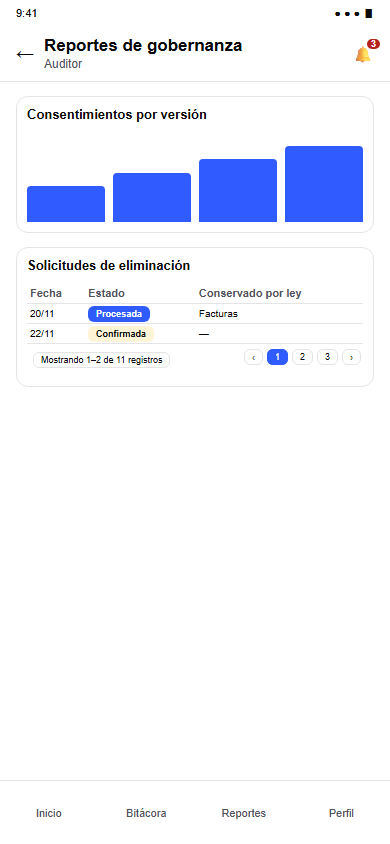 9:41
←
Reportes de gobernanza
Auditor
3
Consentimientos por versión
Solicitudes de eliminación
Fecha Estado Conservado por ley
20/11 Procesada Facturas
22/11 Confirmada —
Mostrando 1–2 de 11 registros ‹ 1 2 3 ›
Inicio Bitácora Reportes Perfil